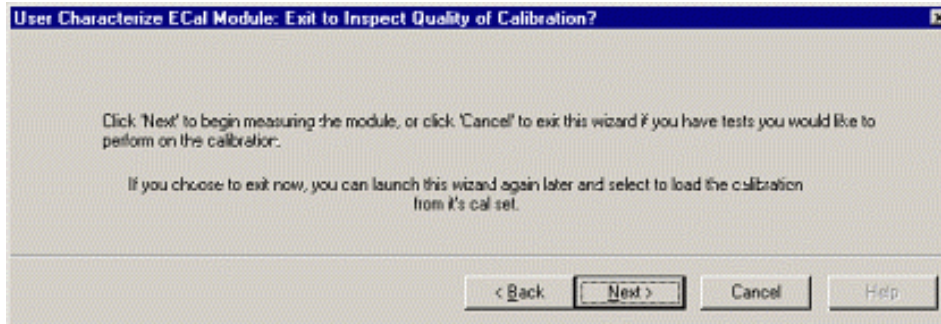 User Characterize ECal Module: Exit to Inspect Quality of Calibration?
Click 'Next' to begin measuring the module, or click 'Cancel' to exit this wizard if you have tests you would like to
perform on the calibration.
If you choose to exit now, you can launch this wizard again later and select to load the calibration
from it's cal set.
< Back Next > Cancel Help